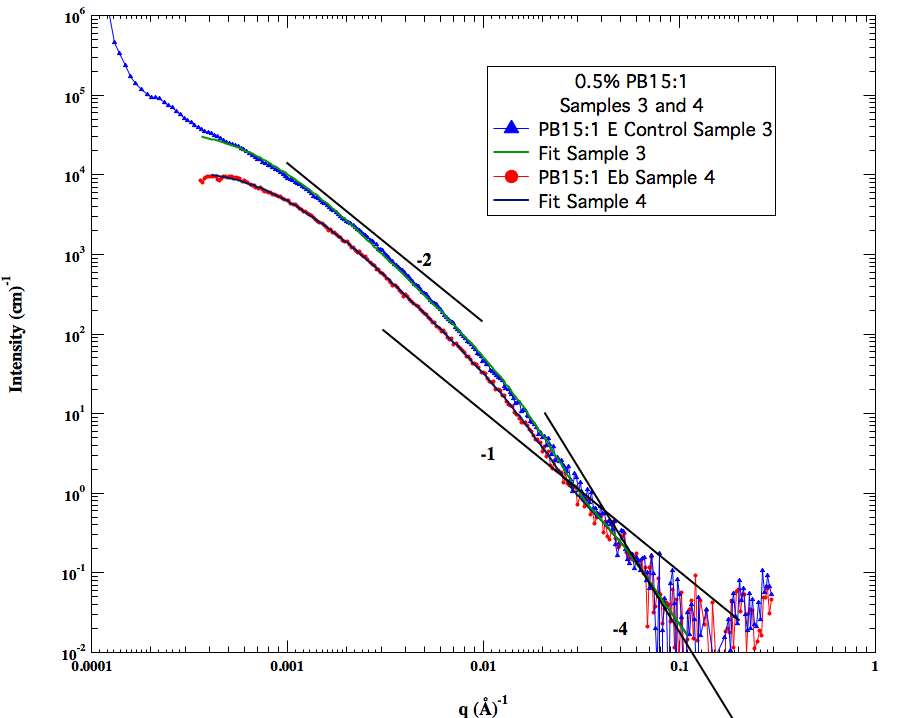 10^6
10^5
10^4
10^3
10^2
10^1
10^0
10^-1
10^-2
Intensity (cm)^-1
0.5% PB15:1
Samples 3 and 4
PB15:1 E Control Sample 3
Fit Sample 3
PB15:1 Eb Sample 4
Fit Sample 4
-2
-1
-4
0.0001 0.001 0.01 0.1 1
q (Å)^-1